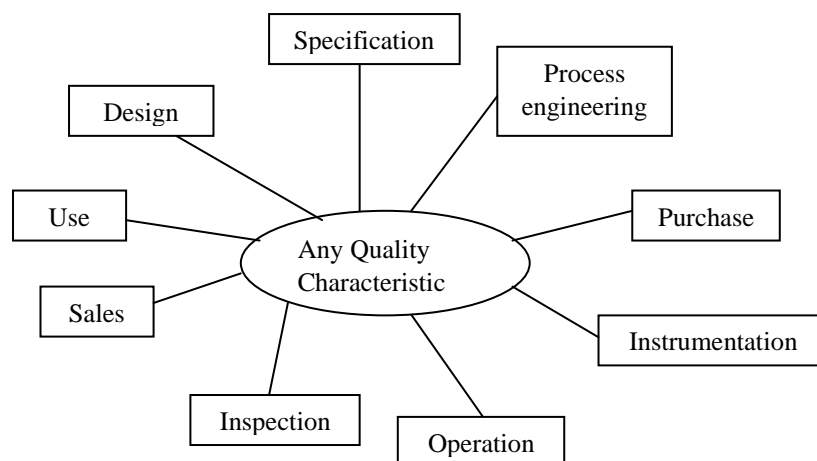 Specification
Process
engineering
Design
Use
Purchase
Any Quality
Characteristic
Sales
Instrumentation
Inspection
Operation